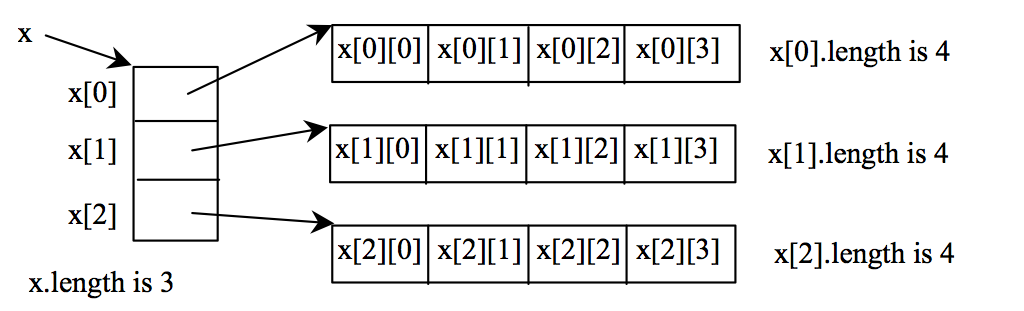 x
x[0][0] x[0][1] x[0][2] x[0][3] x[0].length is 4
x[0]
x[1] x[1][0] x[1][1] x[1][2] x[1][3] x[1].length is 4
x[2]
x[2][0] x[2][1] x[2][2] x[2][3] x[2].length is 4
x.length is 3